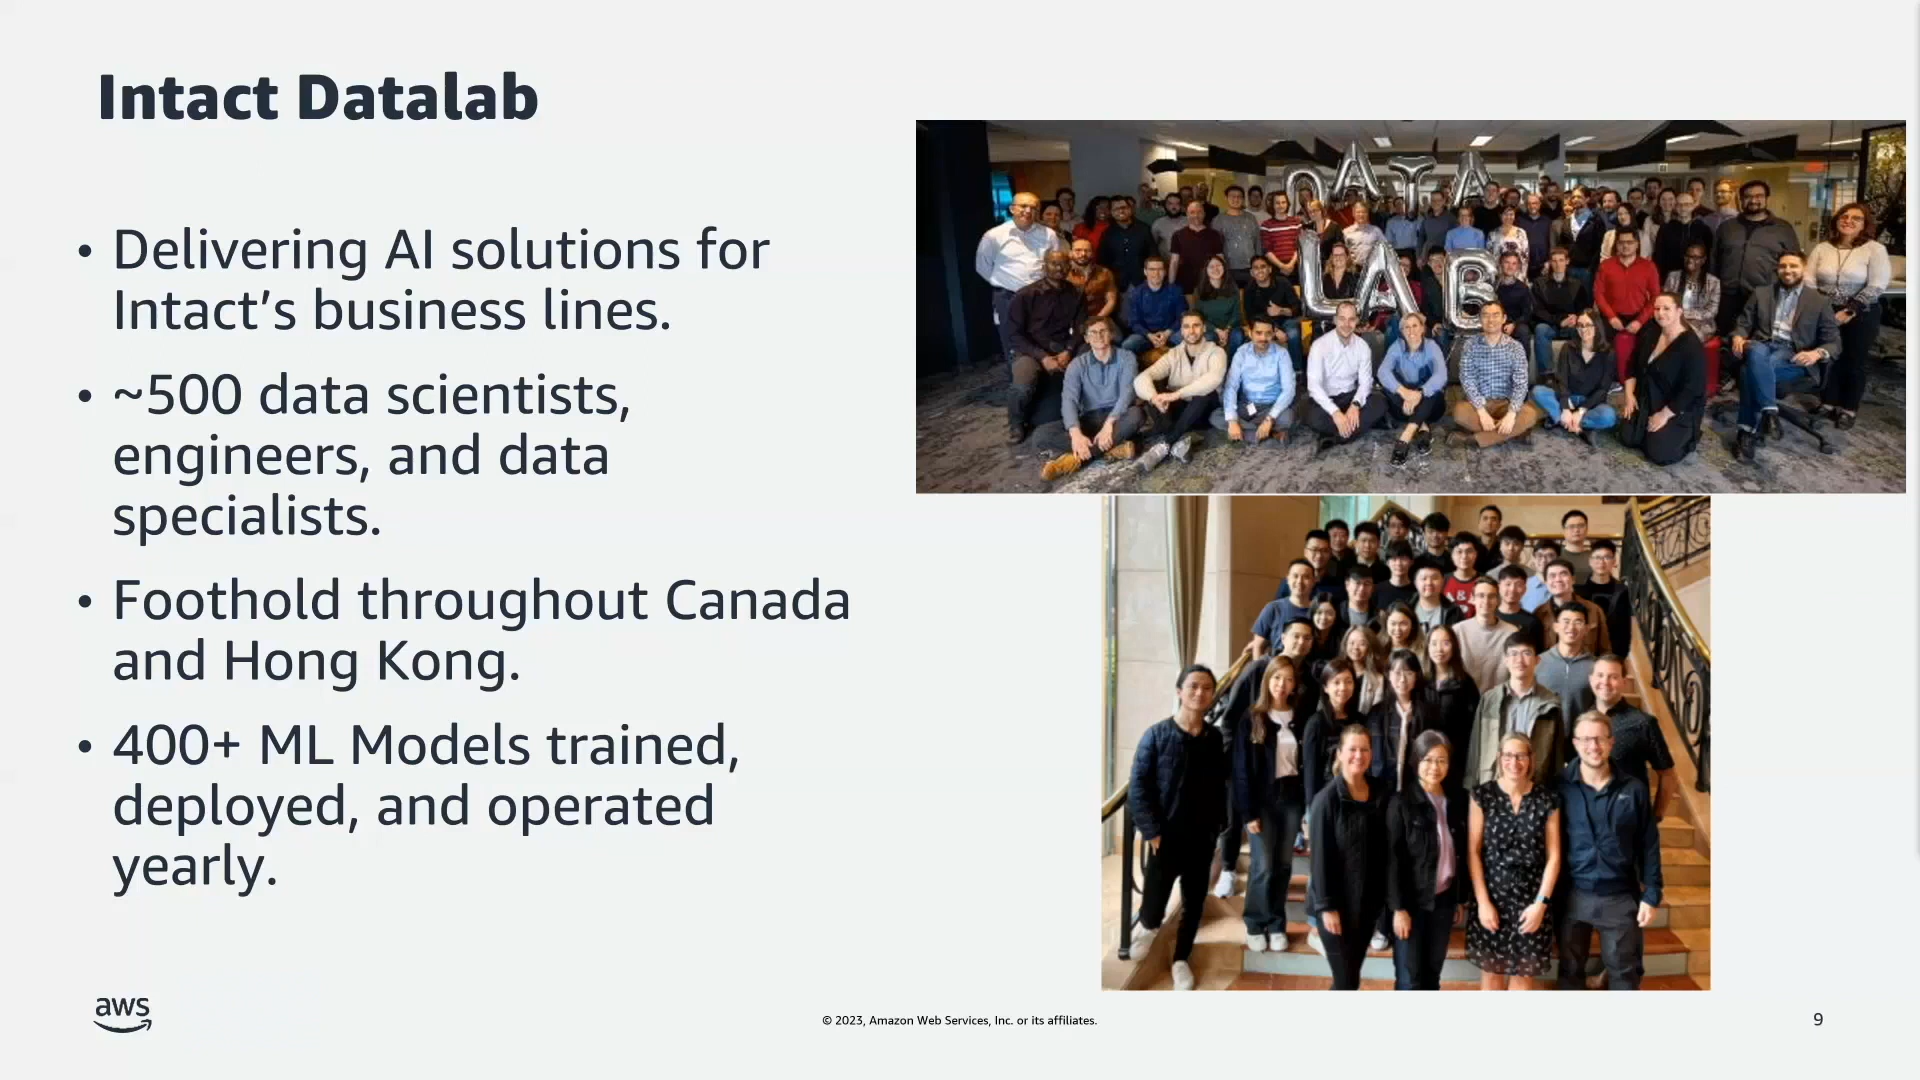 Intact Datalab
DATA
LAB
• Delivering AI solutions for
Intact’s business lines.
• ~500 data scientists,
engineers, and data
specialists.
• Foothold throughout Canada
and Hong Kong.
• 400+ ML Models trained,
deployed, and operated
yearly.
aws
© 2023, Amazon Web Services, Inc. or its affiliates.
9